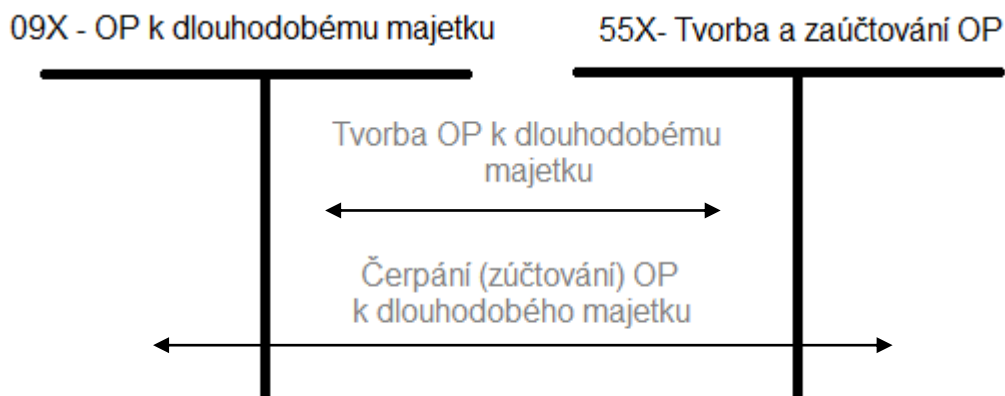 09X - OP k dlouhodobému majetku
55X- Tvorba a zaúčtování OP
Tvorba OP k dlouhodobému
majetku
Čerpání (zúčtování) OP
k dlouhodobého majetku